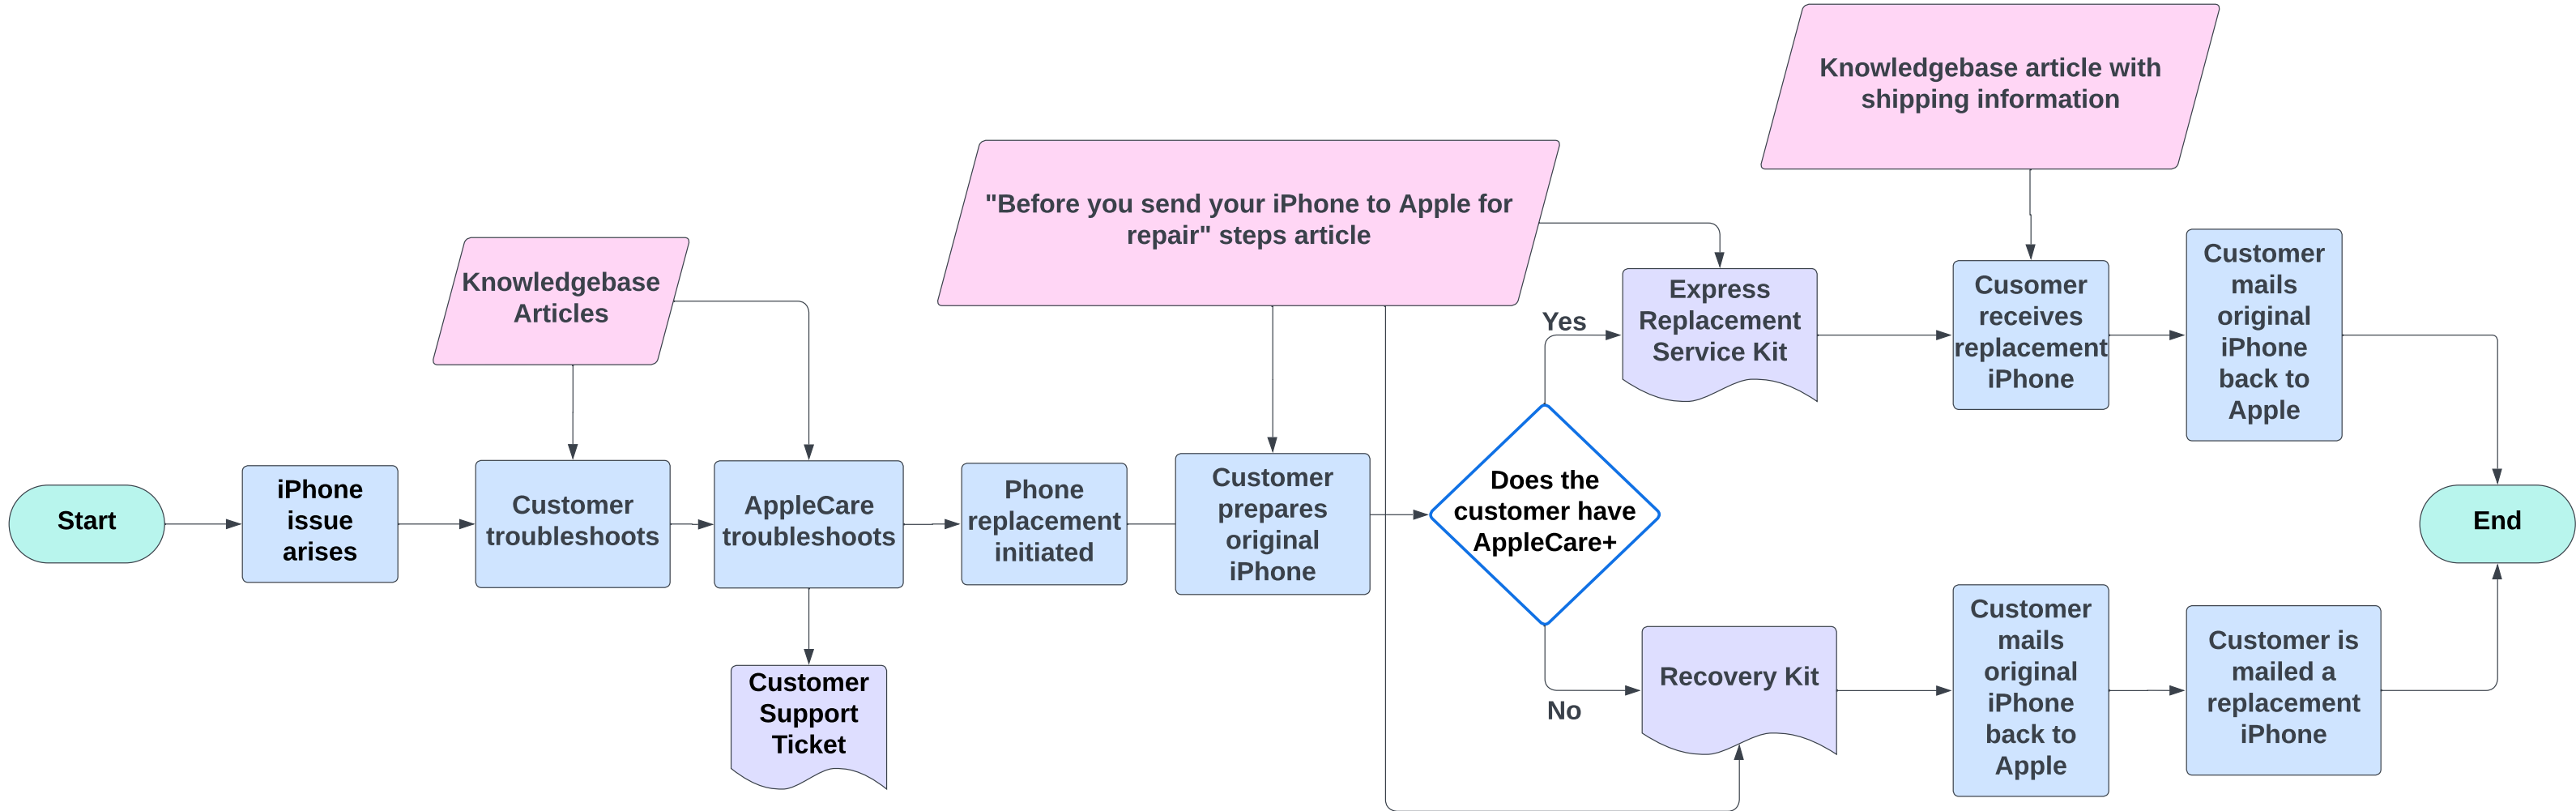 Knowledgebase article with
shipping information
"Before you send your iPhone to Apple for
repair" steps article
Knowledgebase
Articles
Start
iPhone
issue
arises
Customer
troubleshoots
AppleCare
troubleshoots
Customer
Support
Ticket
Phone
replacement
initiated
Customer
prepares
original
iPhone
Does the
customer have
AppleCare+
Yes
Express
Replacement
Service Kit
Cusomer
receives
replacement
iPhone
Customer
mails
original
iPhone
back to
Apple
No
Recovery Kit
Customer
mails
original
iPhone
back to
Apple
Customer is
mailed a
replacement
iPhone
End